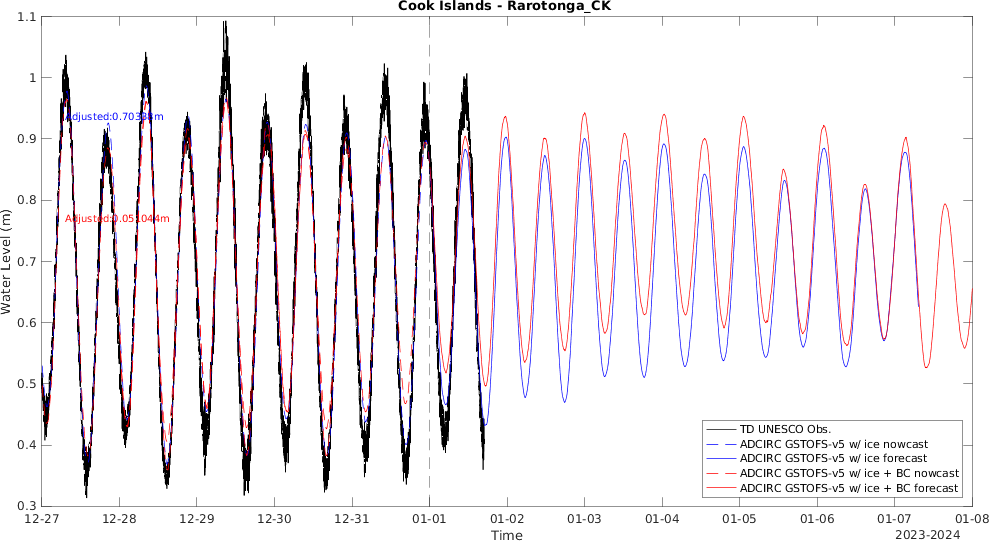 Cook Islands - Rarotonga_CK
1.1
1
0.9
0.8
0.7
0.6
0.5
0.4
0.3
Water Level (m)
Adjusted:0.70338m
Adjusted:0.051044m
TD UNESCO Obs.
ADCIRC GSTOFS-v5 w/ ice nowcast
ADCIRC GSTOFS-v5 w/ ice forecast
ADCIRC GSTOFS-v5 w/ ice + BC nowcast
ADCIRC GSTOFS-v5 w/ ice + BC forecast
12-27 12-28 12-29 12-30 12-31 01-01 01-02 01-03 01-04 01-05 01-06 01-07 01-08
Time
2023-2024